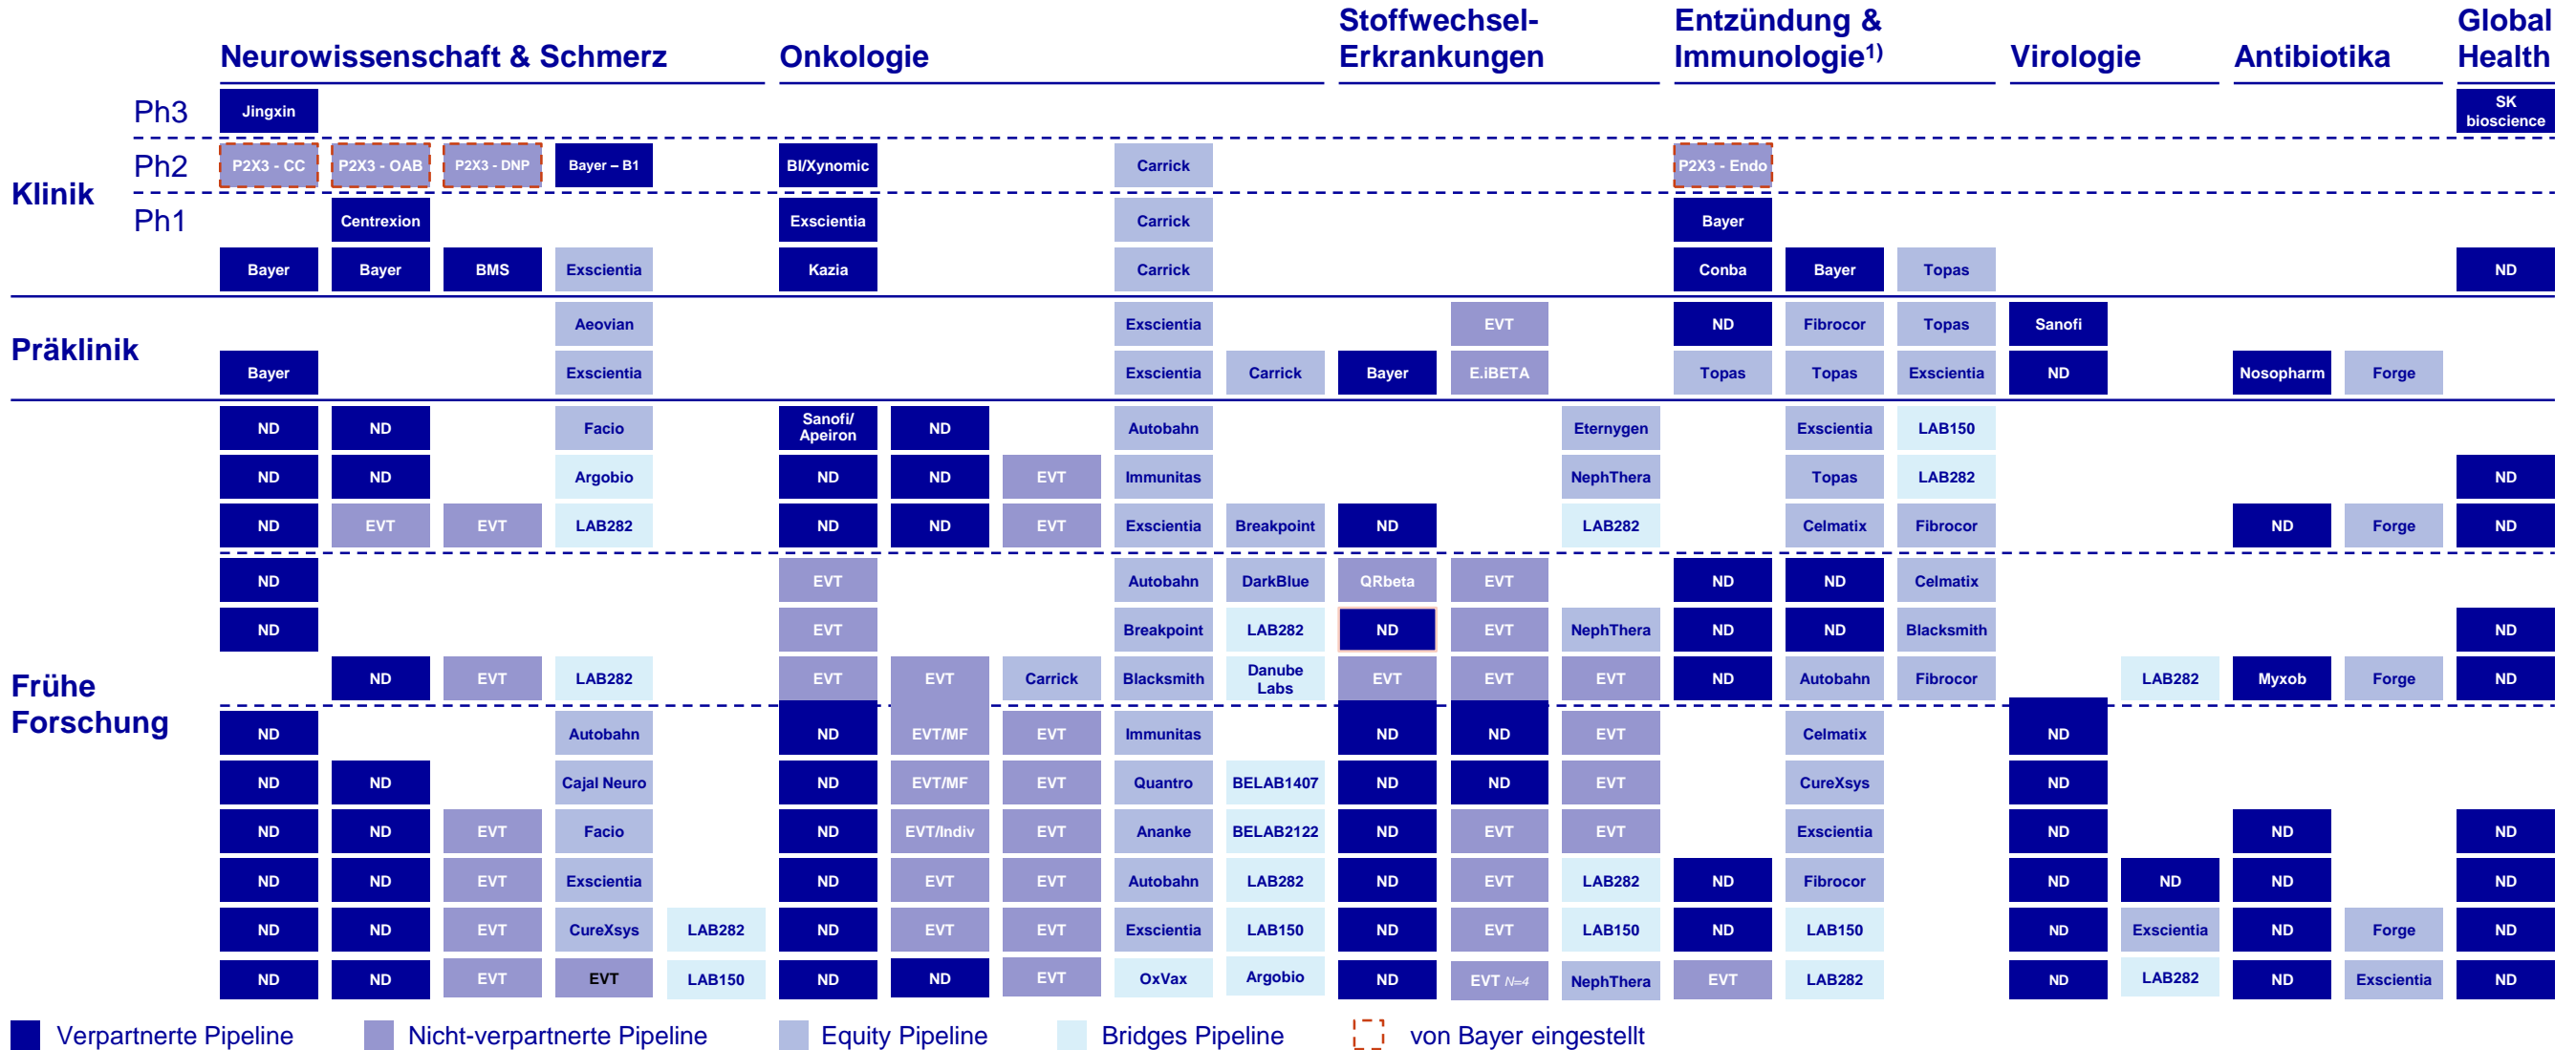 Neurowissenschaft & Schmerz Onkologie Stoffwechsel-
Erkrankungen Entzündung &
Immunologie¹⁾ Virologie Antibiotika Global
Health
Klinik
Ph3 Jingxin SK
bioscience
Ph2 P2X3 - CC P2X3 - OAB P2X3 - DNP Bayer – B1 BI/Xynomic Carrick P2X3 - Endo
Ph1 Centrexion Exscientia Carrick Bayer
Bayer Bayer BMS Exscientia Kazia Carrick Conba Bayer Topas ND
Präklinik
Aeovian Exscientia EVT ND Fibrocor Topas Sanofi
Bayer Exscientia Exscientia Carrick Bayer E.iBETA Topas Topas Exscientia ND Nosopharm Forge
Frühe
Forschung
ND ND Facio Sanofi/
Apeiron ND Autobahn Eternygen Exscientia LAB150
ND ND Argobio ND ND EVT Immunitas NephThera Topas LAB282 ND
ND EVT EVT LAB282 ND ND EVT Exscientia Breakpoint ND LAB282 Celmatix Fibrocor ND Forge ND
ND EVT Autobahn DarkBlue QRbeta EVT ND ND Celmatix
ND EVT Breakpoint LAB282 ND EVT NephThera ND ND Blacksmith ND
ND EVT LAB282 EVT EVT Carrick Blacksmith Danube
Labs EVT EVT EVT ND Autobahn Fibrocor LAB282 Myxob Forge ND
ND Autobahn ND EVT/MF EVT Immunitas ND ND EVT Celmatix ND
ND ND Cajal Neuro ND EVT/MF EVT Quantro BELAB1407 ND ND EVT CureXsys ND
ND ND EVT Facio ND EVT/Indiv EVT Ananke BELAB2122 ND EVT EVT Exscientia ND ND ND
ND ND EVT Exscientia ND EVT EVT Autobahn LAB282 ND EVT LAB282 ND Fibrocor ND ND ND ND
ND ND EVT CureXsys LAB282 ND EVT EVT Exscientia LAB150 ND EVT LAB150 ND LAB150 ND Exscientia ND Forge ND
ND ND EVT EVT LAB150 ND ND EVT OxVax Argobio ND EVT N=4 NephThera EVT LAB282 ND LAB282 ND Exscientia ND
Verpartnerte Pipeline Nicht-verpartnerte Pipeline Equity Pipeline Bridges Pipeline von Bayer eingestellt